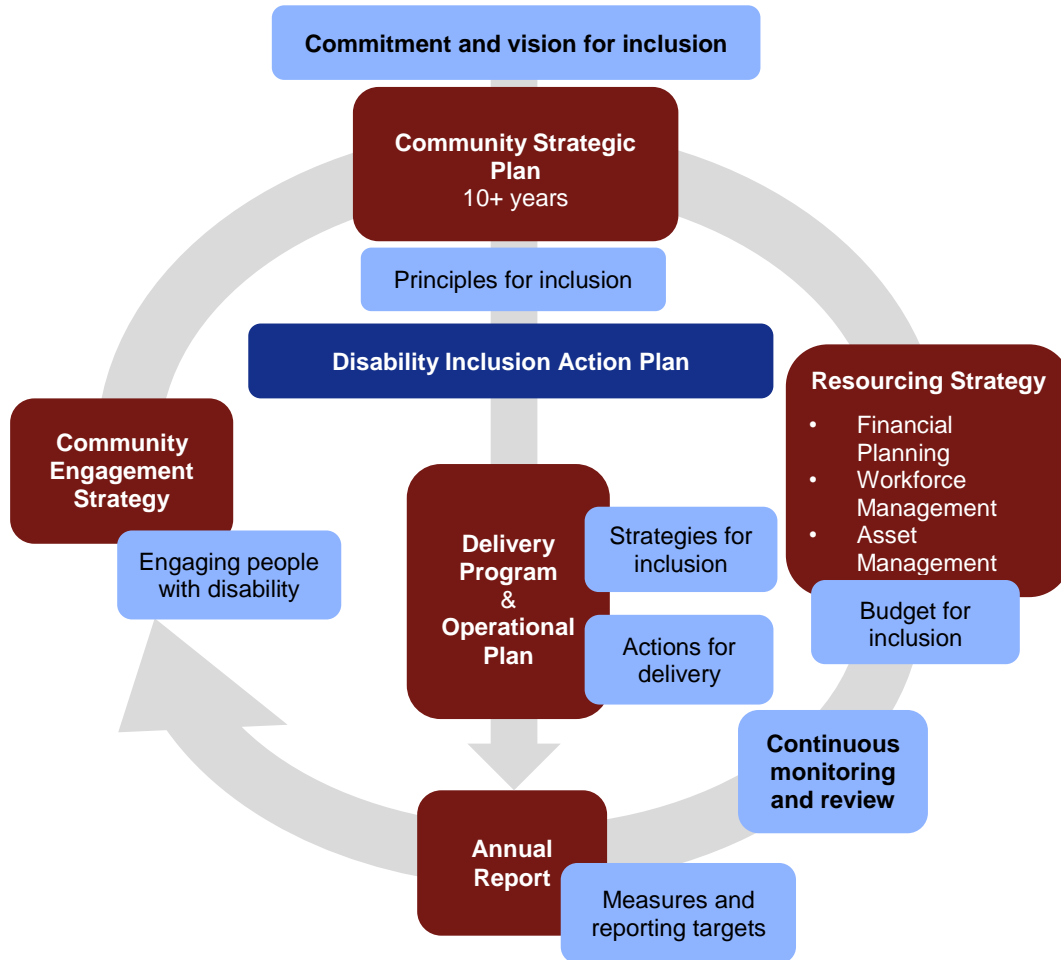 Commitment and vision for inclusion
Community Strategic
Plan
10+ years
Principles for inclusion
Disability Inclusion Action Plan
Resourcing Strategy
• Financial
Planning
• Workforce
Management
• Asset
Management
Budget for
inclusion
Community
Engagement
Strategy
Engaging people
with disability
Delivery
Program
&
Operational
Plan
Strategies for
inclusion
Actions for
delivery
Continuous
monitoring
and review
Annual
Report
Measures and
reporting targets